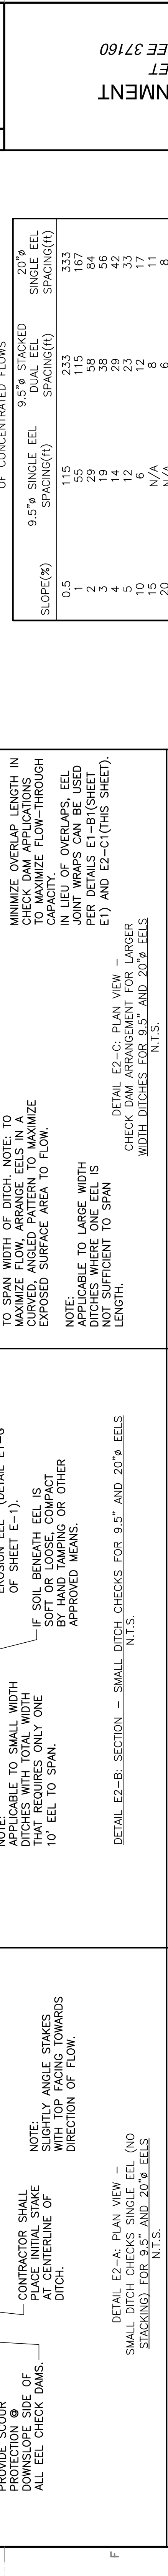 PROVIDE SCOUR
PROTECTION @
DOWNSLOPE SIDE OF
ALL EEL CHECK DAMS.
CONTRACTOR SHALL
PLACE INITIAL STAKE
AT CENTERLINE OF
DITCH.
NOTE:
SLIGHTLY ANGLE STAKES
WITH TOP FACING TOWARDS
DIRECTION OF FLOW.
DETAIL E2-A: PLAN VIEW –
SMALL DITCH CHECKS SINGLE EEL (NO
STACKING) FOR 9.5" AND 20"ø EELS
N.T.S.
F
NOTE:
APPLICABLE TO SMALL WIDTH
DITCHES WITH TOTAL WIDTH
THAT REQUIRES ONLY ONE
10' EEL TO SPAN.
EROSION EEL (DETAIL E1-G
OF SHEET E-1).
IF SOIL BENEATH EEL IS
SOFT OR LOOSE, COMPACT
BY HAND TAMPING OR OTHER
APPROVED MEANS.
DETAIL E2-B: SECTION – SMALL DITCH CHECKS FOR 9.5" AND 20"ø EELS
N.T.S.
TO SPAN WIDTH OF DITCH. NOTE: TO
MAXIMIZE FLOW, ARRANGE EELS IN A
CURVED, ANGLED PATTERN TO MAXIMIZE
EXPOSED SURFACE AREA TO FLOW.
NOTE:
APPLICABLE TO LARGE WIDTH
DITCHES WHERE ONE EEL IS
NOT SUFFICIENT TO SPAN
LENGTH.
MINIMIZE OVERLAP LENGTH IN
CHECK DAM APPLICATIONS
TO MAXIMIZE FLOW-THROUGH
CAPACITY.
IN LIEU OF OVERLAPS, EEL
JOINT WRAPS CAN BE USED
PER DETAILS E1-B1(SHEET
E1) AND E2-C1(THIS SHEET).
DETAIL E2-C: PLAN VIEW –
CHECK DAM ARRANGEMENT FOR LARGER
WIDTH DITCHES FOR 9.5" AND 20"ø EELS
N.T.S.
OF CONCENTRATED FLOWS
SLOPE(%) 9.5"ø SINGLE EEL SPACING(ft) 9.5"ø STACKED DUAL EEL SPACING(ft) 20"ø SINGLE EEL SPACING(ft)
0.5 115 233 333
1 55 115 167
2 29 58 84
3 19 38 56
4 14 29 42
5 12 23 33
10 6 12 17
15 N/A 8 11
20 N/A 6 8
NMENT
ET
EE 37160